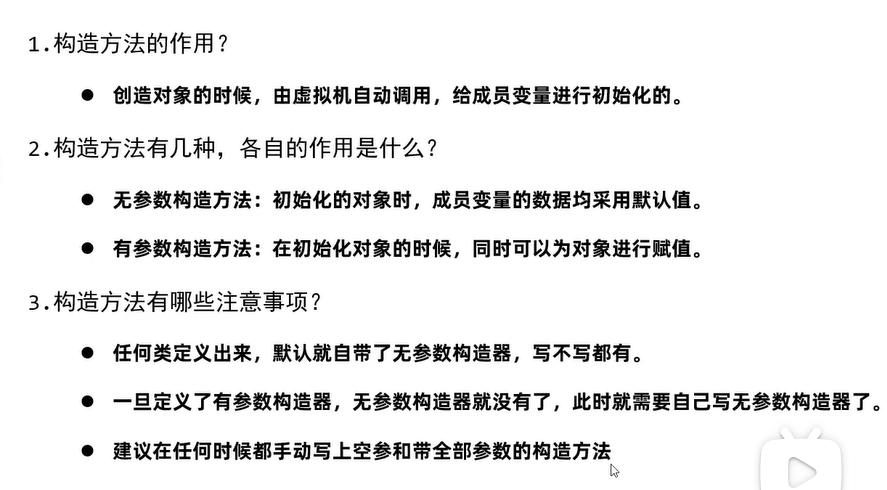 1.构造方法的作用？
● 创造对象的时候，由虚拟机自动调用，给成员变量进行初始化的。
2.构造方法有几种，各自的作用是什么？
● 无参数构造方法：初始化的对象时，成员变量的数据均采用默认值。
● 有参数构造方法：在初始化对象的时候，同时可以为对象进行赋值。
3.构造方法有哪些注意事项？
● 任何类定义出来，默认就自带了无参数构造器，写不写都有。
● 一旦定义了有参数构造器，无参数构造器就没有了，此时就需要自己写无参数构造器了。
● 建议在任何时候都手动写上空参和带全部参数的构造方法